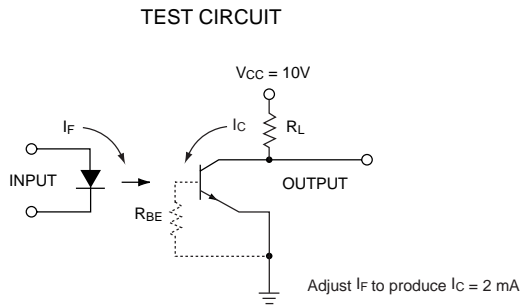 TEST CIRCUIT
VCC = 10V
IF
IC
RL
INPUT
OUTPUT
RBE
Adjust IF to produce IC = 2 mA